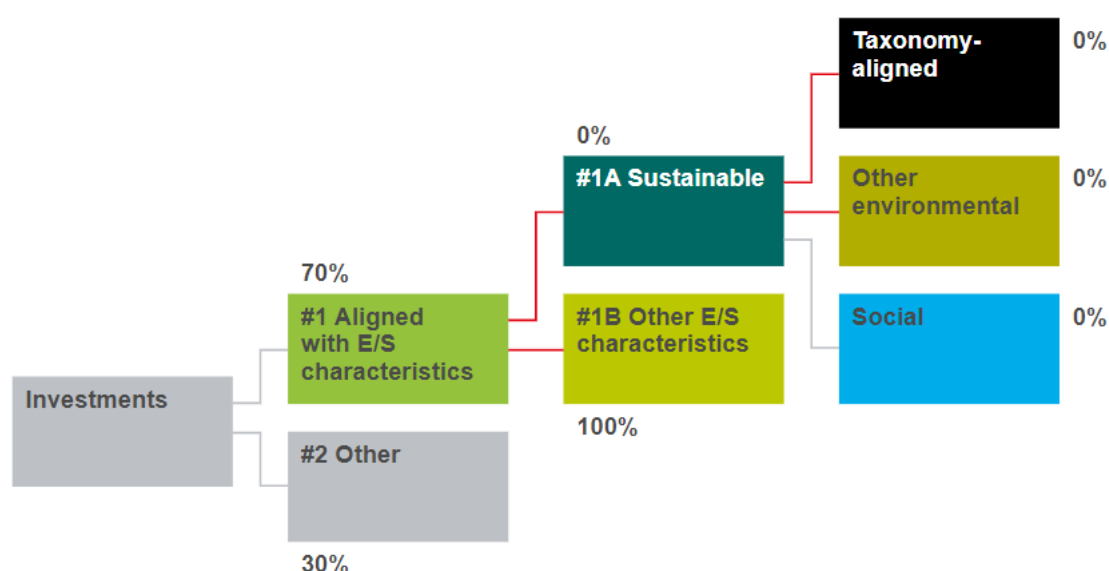 Taxonomy-
aligned
0%
0%
#1A Sustainable
Other
environmental
0%
70%
#1 Aligned
with E/S
characteristics
#1B Other E/S
characteristics
Social
0%
Investments
100%
#2 Other
30%